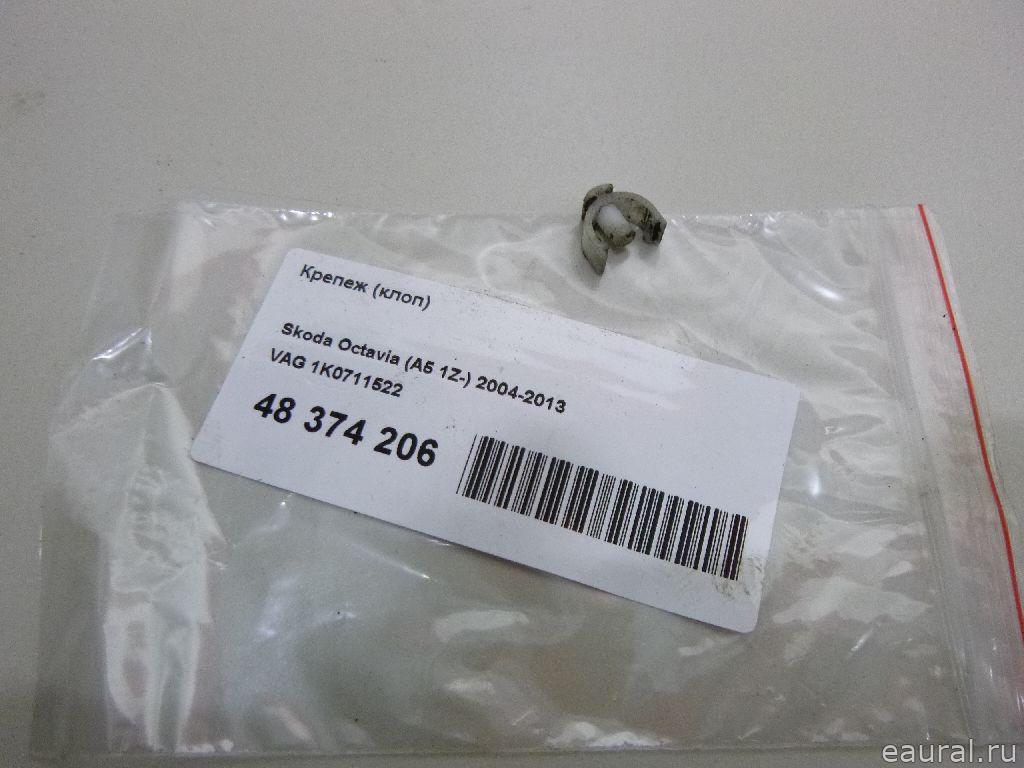 Крепеж (клоп)
Skoda Octavia (A5 1Z-) 2004-2013
VAG 1K0711522
48 374 206
eaural.ru